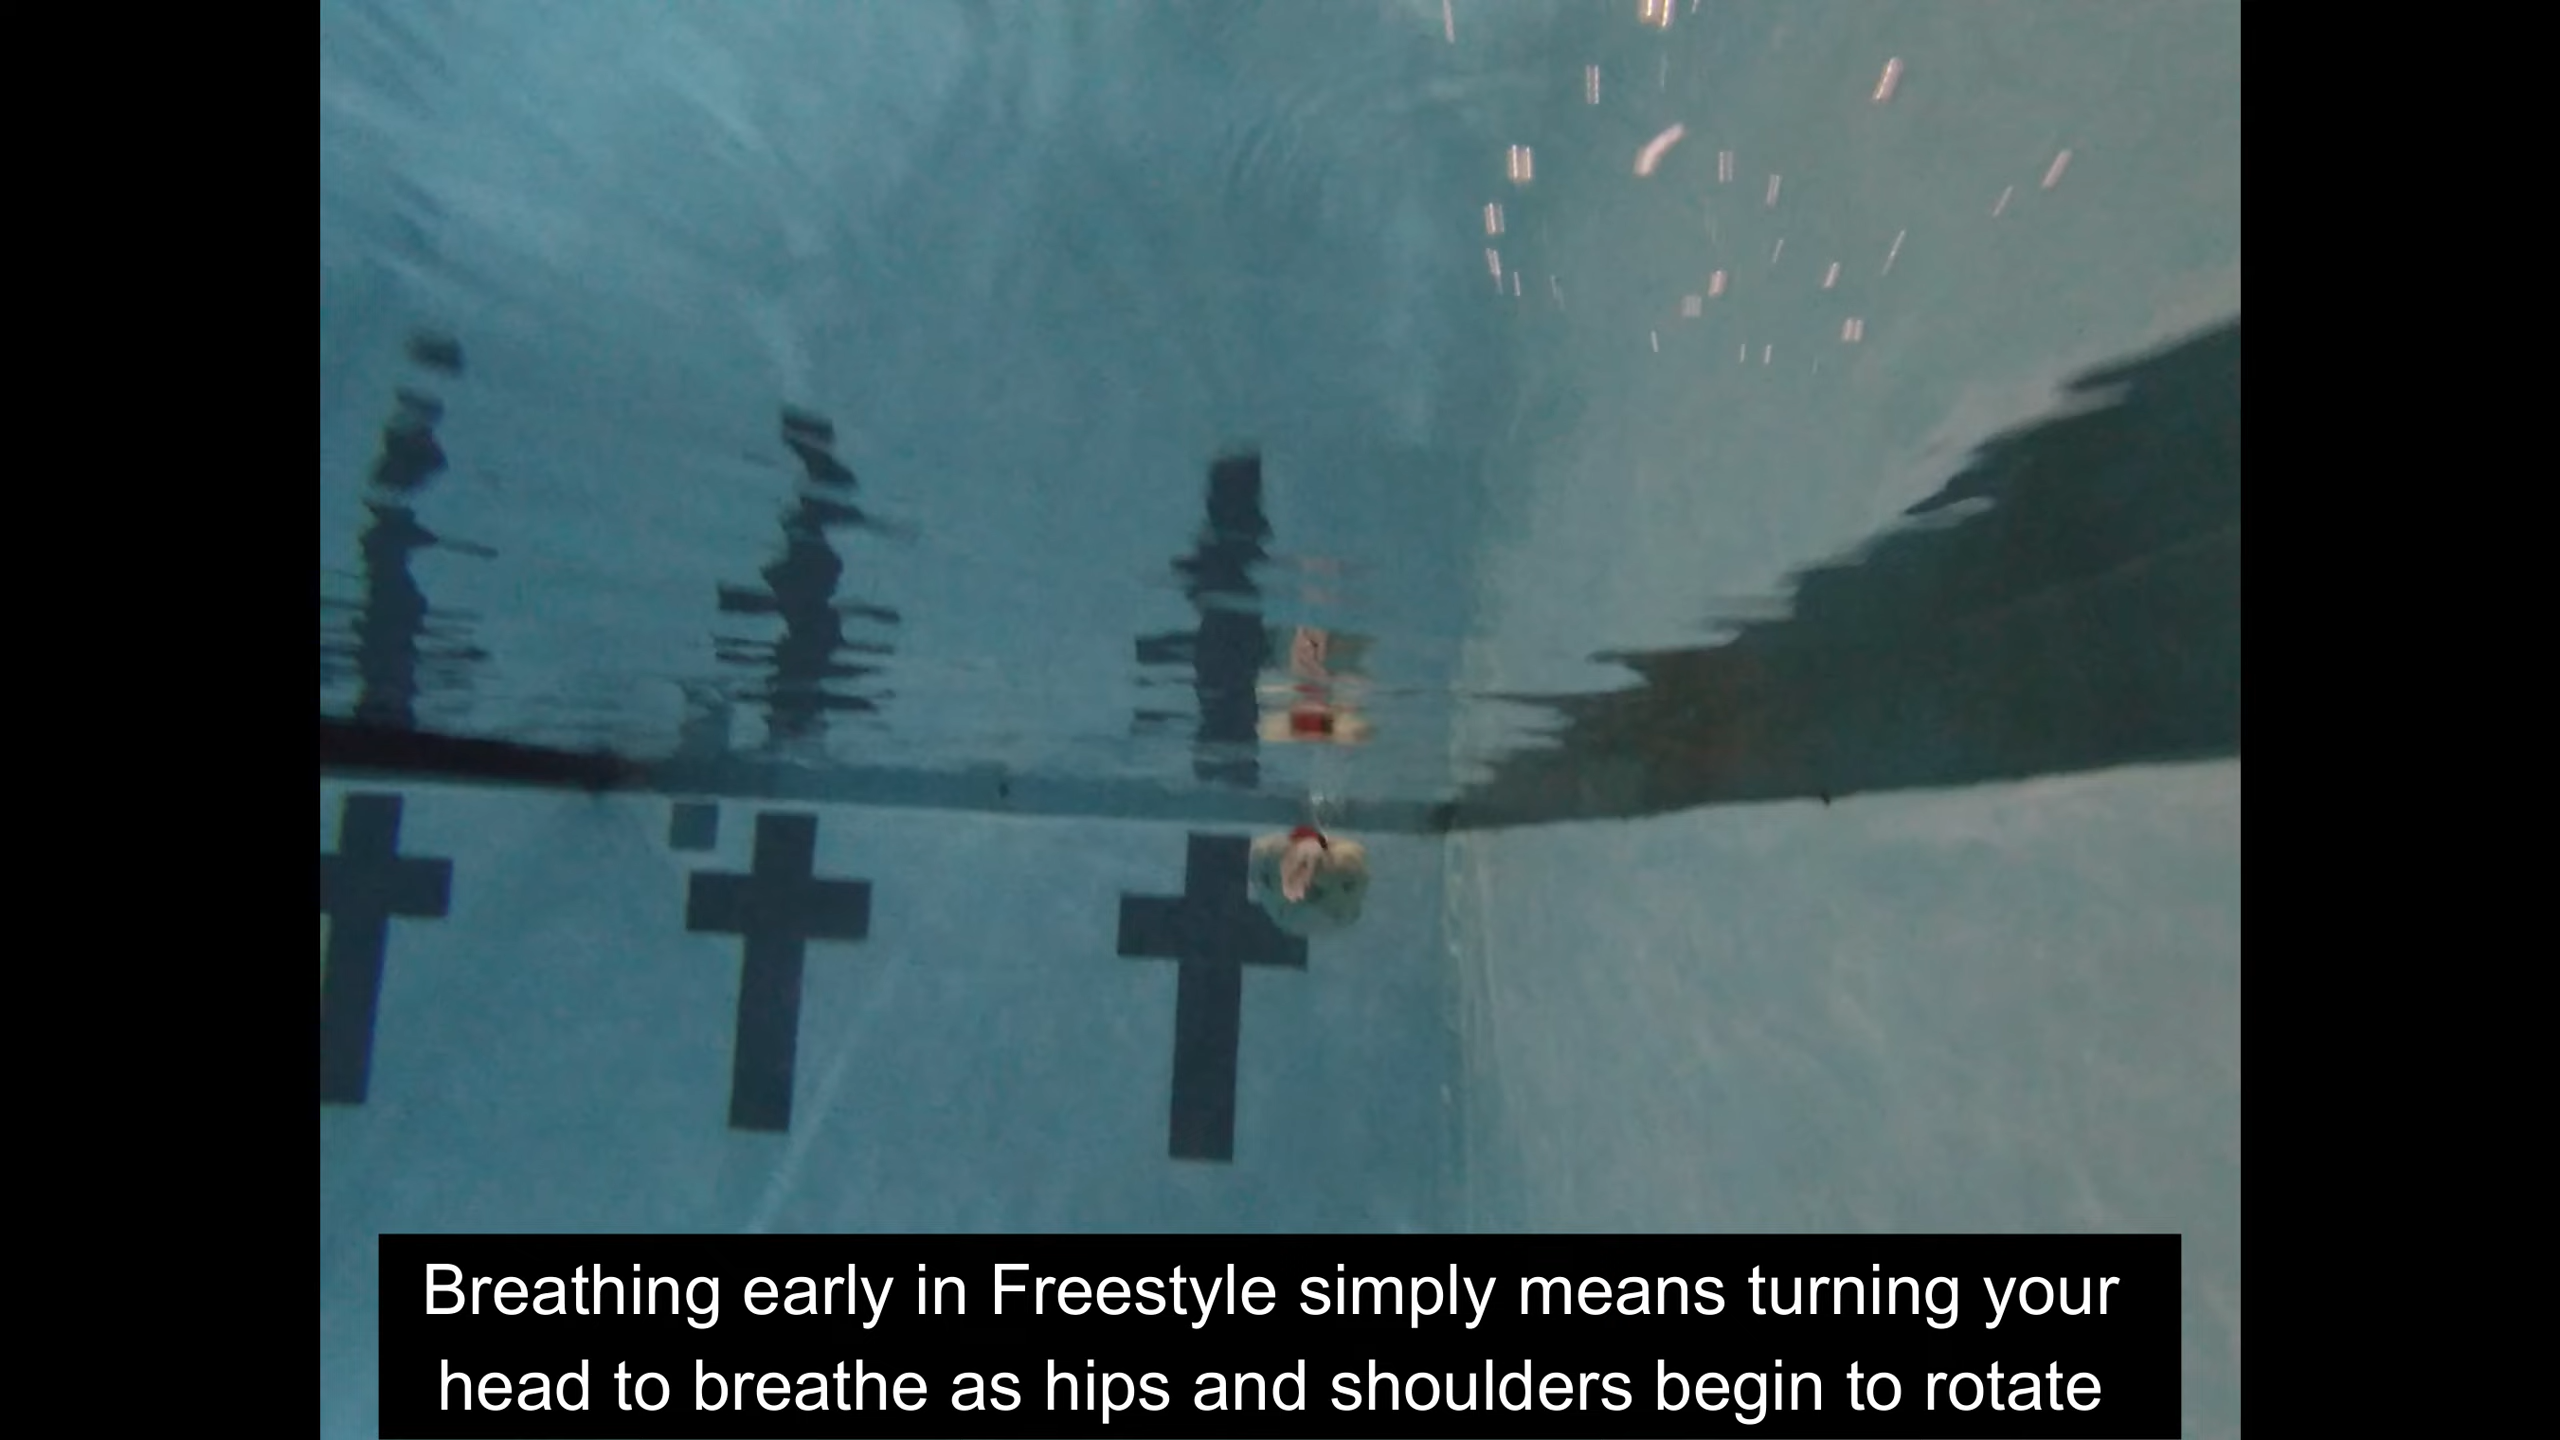 Breathing early in Freestyle simply means turning your
head to breathe as hips and shoulders begin to rotate